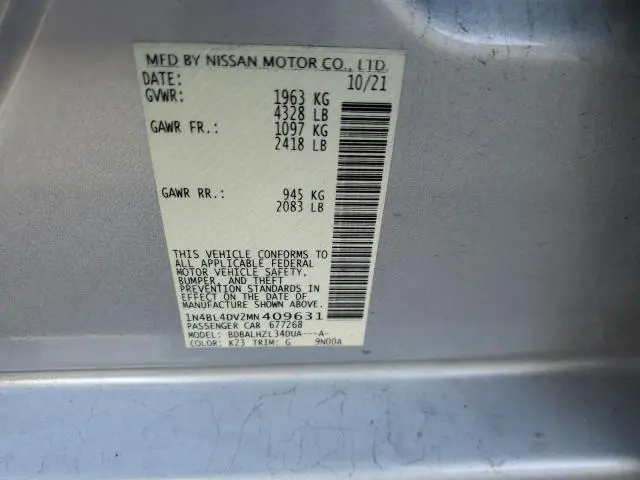 MFD BY NISSAN MOTOR CO., LTD.
DATE: 10/21
GVWR: 1963 KG
4328 LB
GAWR FR.: 1097 KG
2418 LB
GAWR RR.: 945 KG
2083 LB
THIS VEHICLE CONFORMS TO
ALL APPLICABLE FEDERAL
MOTOR VEHICLE SAFETY,
BUMPER, AND THEFT
PREVENTION STANDARDS IN
EFFECT ON THE DATE OF
MANUFACTURE SHOWN ABOVE.
1N4BL4DV2MN409631
PASSENGER CAR 677268
MODEL: BDBALHZL34DUA---A-
COLOR: K23 TRIM: G 9N00A